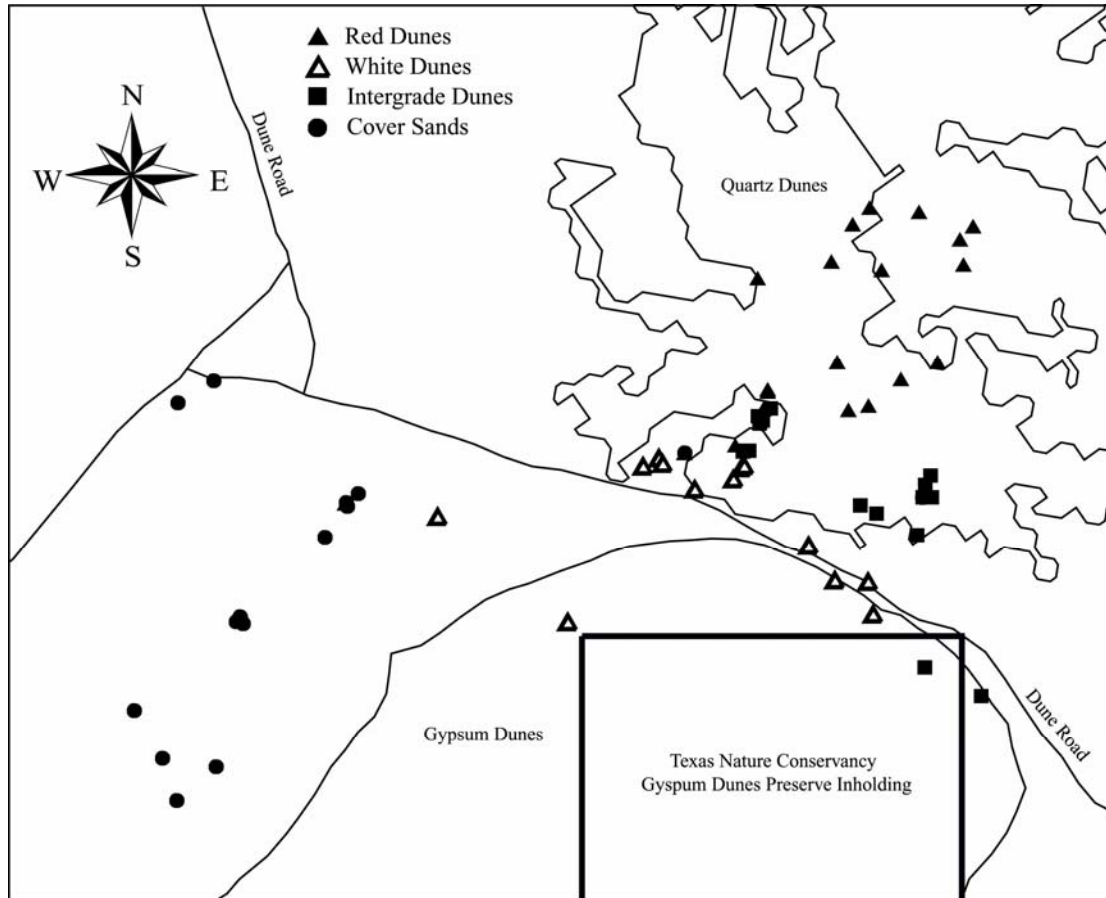 Red Dunes
White Dunes
Intergrade Dunes
Cover Sands
N
W
E
S
Dune Road
Quartz Dunes
Gypsum Dunes
Texas Nature Conservancy
Gyspum Dunes Preserve Inholding
Dune Road